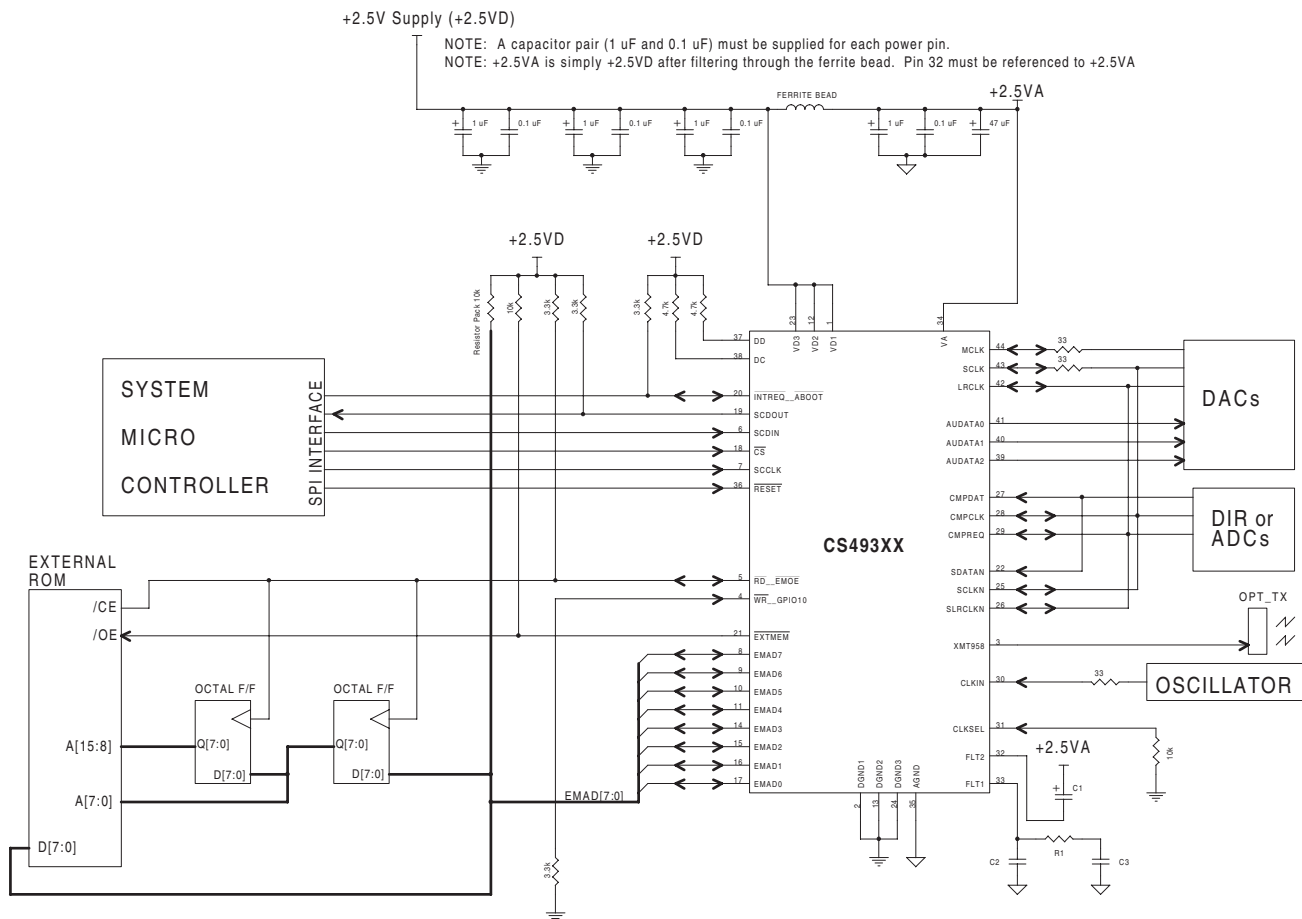 +2.5V Supply (+2.5VD)
NOTE: A capacitor pair (1 uF and 0.1 uF) must be supplied for each power pin.
NOTE: +2.5VA is simply +2.5VD after filtering through the ferrite bead. Pin 32 must be referenced to +2.5VA
FERRITE BEAD
+2.5VA
+ 1 uF
0.1 uF
+ 1 uF
0.1 uF
+ 1 uF
0.1 uF
+ 1 uF
0.1 uF
+ 47 uF
+2.5VD
+2.5VD
Resistor Pack 10k
10k
3.3k
3.3k
3.3k
4.7k
4.7k
23
12
1
34
VD3
VD2
VD1
VA
SYSTEM
MICRO
CONTROLLER
SPI INTERFACE
37 DD
38 DC
20 INTREQ__ABOOT
19 SCDOUT
6 SCDIN
18 CS
7 SCCLK
36 RESET
5 RD__EMOE
4 WR__GPIO10
21 EXTMEM
8 EMAD7
9 EMAD6
10 EMAD5
11 EMAD4
14 EMAD3
15 EMAD2
16 EMAD1
17 EMAD0
CS493XX
MCLK 44
33
SCLK 43
33
LRCLK 42
AUDATA0 41
AUDATA1 40
AUDATA2 39
CMPDAT 27
CMPCLK 28
CMPREQ 29
SDATAN 22
SCLKN 25
SLRCLKN 26
XMT958 3
CLKIN 30
33
CLKSEL 31
FLT2 32
FLT1 33
DACs
DIR or
ADCs
OPT_TX
OSCILLATOR
10k
+2.5VA
+ C1
C2
R1
C3
DGND1
DGND2
DGND3
AGND
2
13
24
35
EXTERNAL
ROM
/CE
/OE
A[15:8]
A[7:0]
D[7:0]
OCTAL F/F
Q[7:0]
D[7:0]
OCTAL F/F
Q[7:0]
D[7:0]
EMAD[7:0]
3.3k